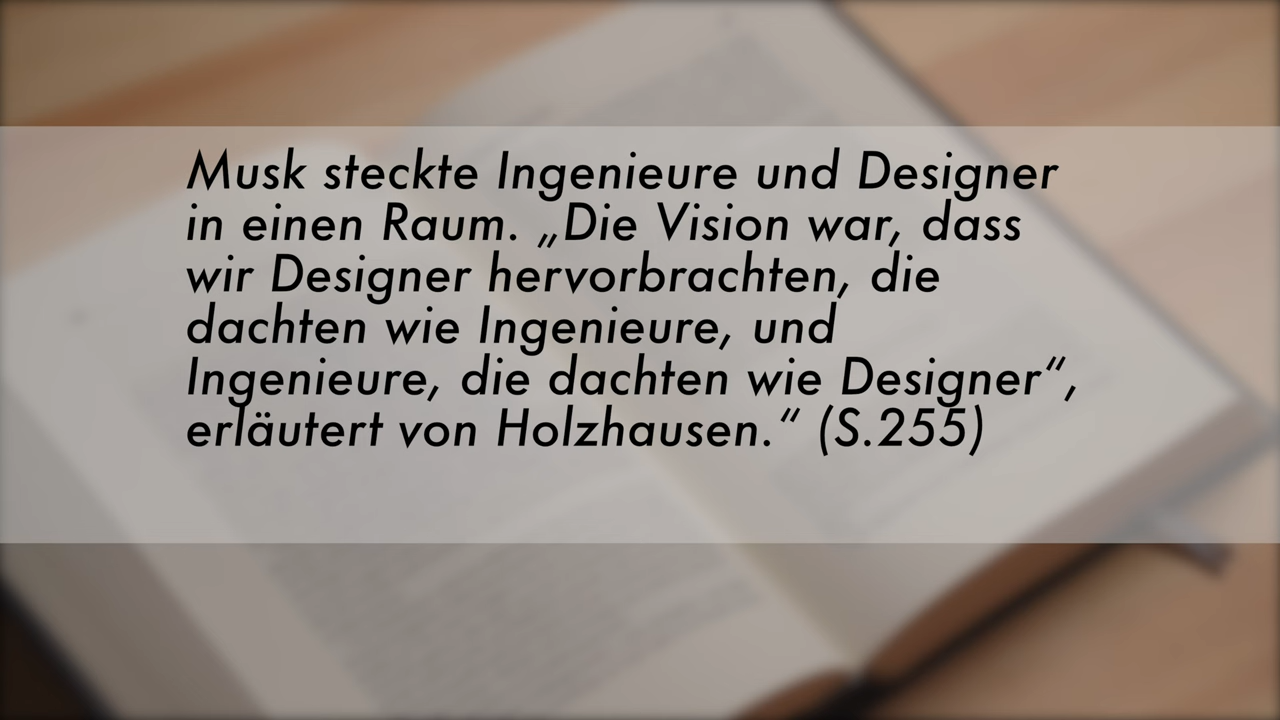 Musk steckte Ingenieure und Designer
in einen Raum. „Die Vision war, dass
wir Designer hervorbrachten, die
dachten wie Ingenieure, und
Ingenieure, die dachten wie Designer“,
erläutert von Holzhausen.“ (S.255)